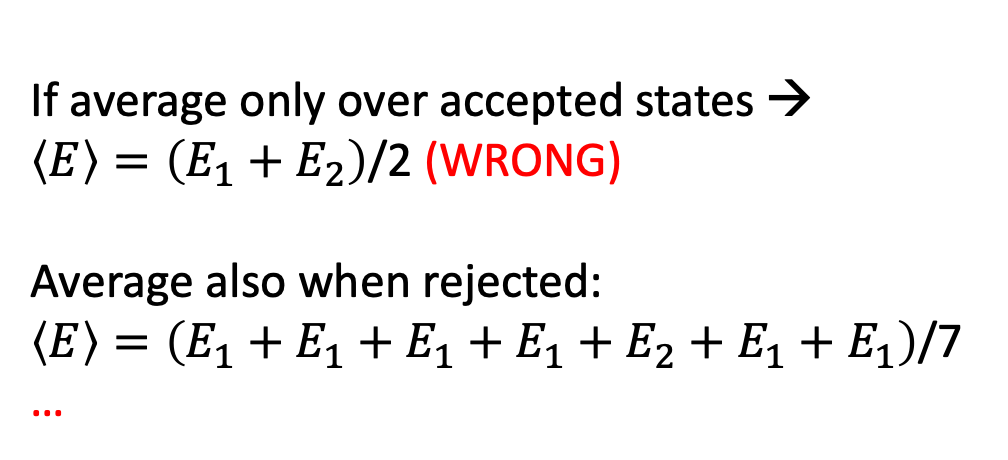 If average only over accepted states →
⟨E⟩ = (E₁ + E₂)/2 (WRONG)
Average also when rejected:
⟨E⟩ = (E₁ + E₁ + E₁ + E₁ + E₂ + E₁ + E₁)/7
...